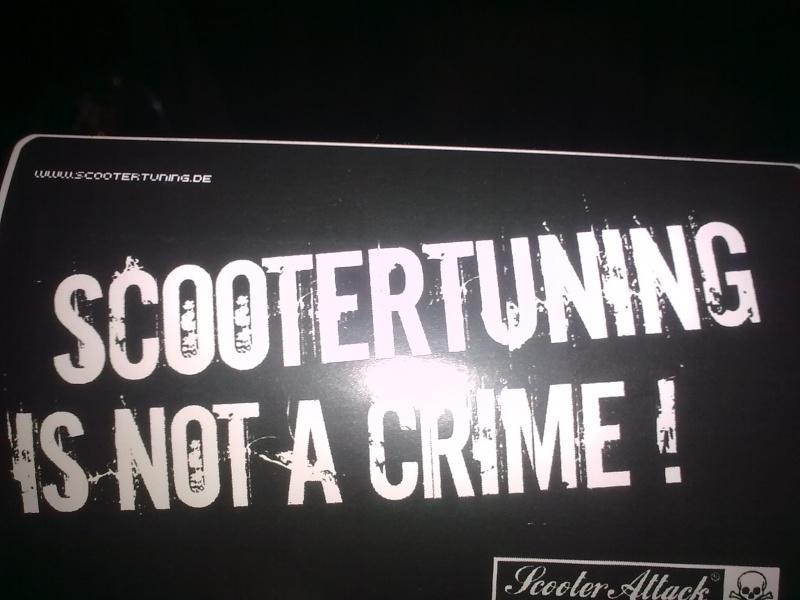 WWW.SCOOTERTUNING.DE
SCOOTERTUNING
IS NOT A CRIME !
Scooter Attack®